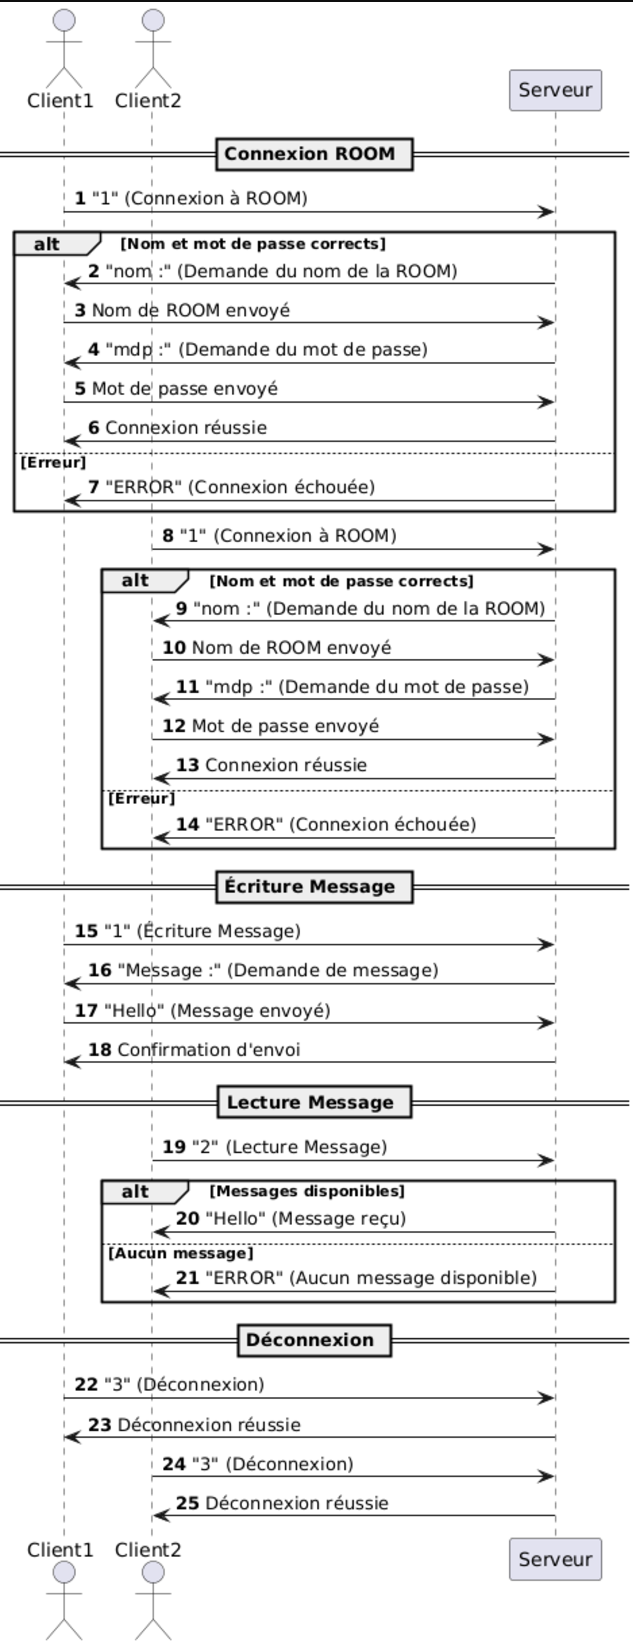 Client1 Client2
Serveur
Connexion ROOM
1 "1" (Connexion à ROOM)
alt [Nom et mot de passe corrects]
2 "nom :" (Demande du nom de la ROOM)
3 Nom de ROOM envoyé
4 "mdp :" (Demande du mot de passe)
5 Mot de passe envoyé
6 Connexion réussie
[Erreur]
7 "ERROR" (Connexion échouée)
8 "1" (Connexion à ROOM)
alt [Nom et mot de passe corrects]
9 "nom :" (Demande du nom de la ROOM)
10 Nom de ROOM envoyé
11 "mdp :" (Demande du mot de passe)
12 Mot de passe envoyé
13 Connexion réussie
[Erreur]
14 "ERROR" (Connexion échouée)
Écriture Message
15 "1" (Écriture Message)
16 "Message :" (Demande de message)
17 "Hello" (Message envoyé)
18 Confirmation d'envoi
Lecture Message
19 "2" (Lecture Message)
alt [Messages disponibles]
20 "Hello" (Message reçu)
[Aucun message]
21 "ERROR" (Aucun message disponible)
Déconnexion
22 "3" (Déconnexion)
23 Déconnexion réussie
24 "3" (Déconnexion)
25 Déconnexion réussie
Client1 Client2
Serveur